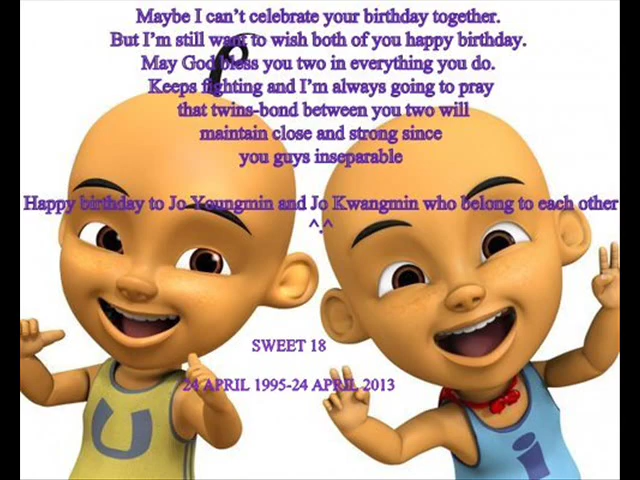 Maybe I can't celebrate your birthday together.
But I'm still want to wish both of you happy birthday.
May God bless you two in everything you do.
Keeps fighting and I'm always going to pray
that twins-bond between you two will
maintain close and strong since
you guys inseparable
Happy birthday to Jo Youngmin and Jo Kwangmin who belong to each other
^.^
SWEET 18
24 APRIL 1995-24 APRIL 2013
U
i